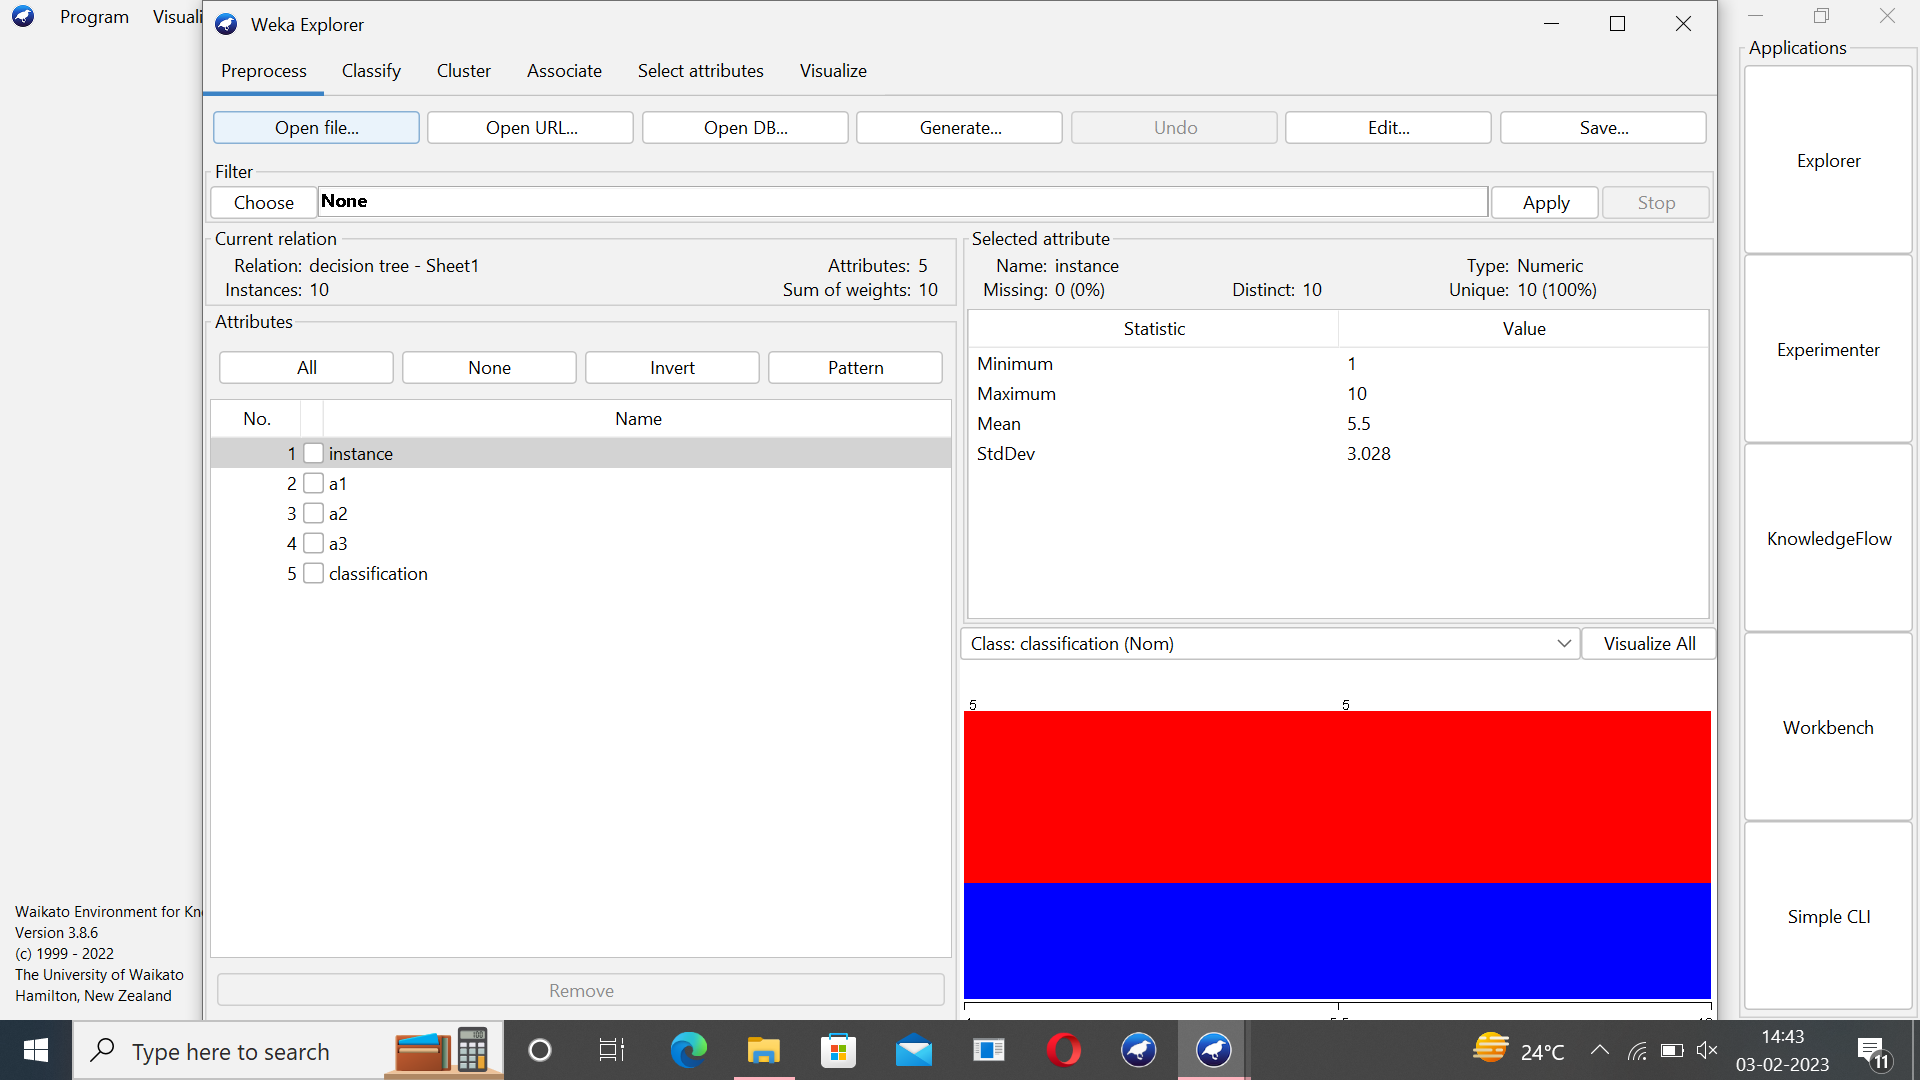 Program Visuali
Weka Explorer
Applications
Preprocess Classify Cluster Associate Select attributes Visualize
Open file... Open URL... Open DB... Generate... Undo Edit... Save...
Filter
Choose None Apply Stop
Current relation
Relation: decision tree - Sheet1 Attributes: 5
Instances: 10 Sum of weights: 10
Selected attribute
Name: instance Type: Numeric
Missing: 0 (0%) Distinct: 10 Unique: 10 (100%)
Attributes
All None Invert Pattern
No. Name
1 instance
2 a1
3 a2
4 a3
5 classification
Remove
Statistic Value
Minimum 1
Maximum 10
Mean 5.5
StdDev 3.028
Class: classification (Nom) Visualize All
5 5
Explorer
Experimenter
KnowledgeFlow
Workbench
Simple CLI
Waikato Environment for Kn
Version 3.8.6
(c) 1999 - 2022
The University of Waikato
Hamilton, New Zealand
Type here to search
24°C
14:43
03-02-2023
11